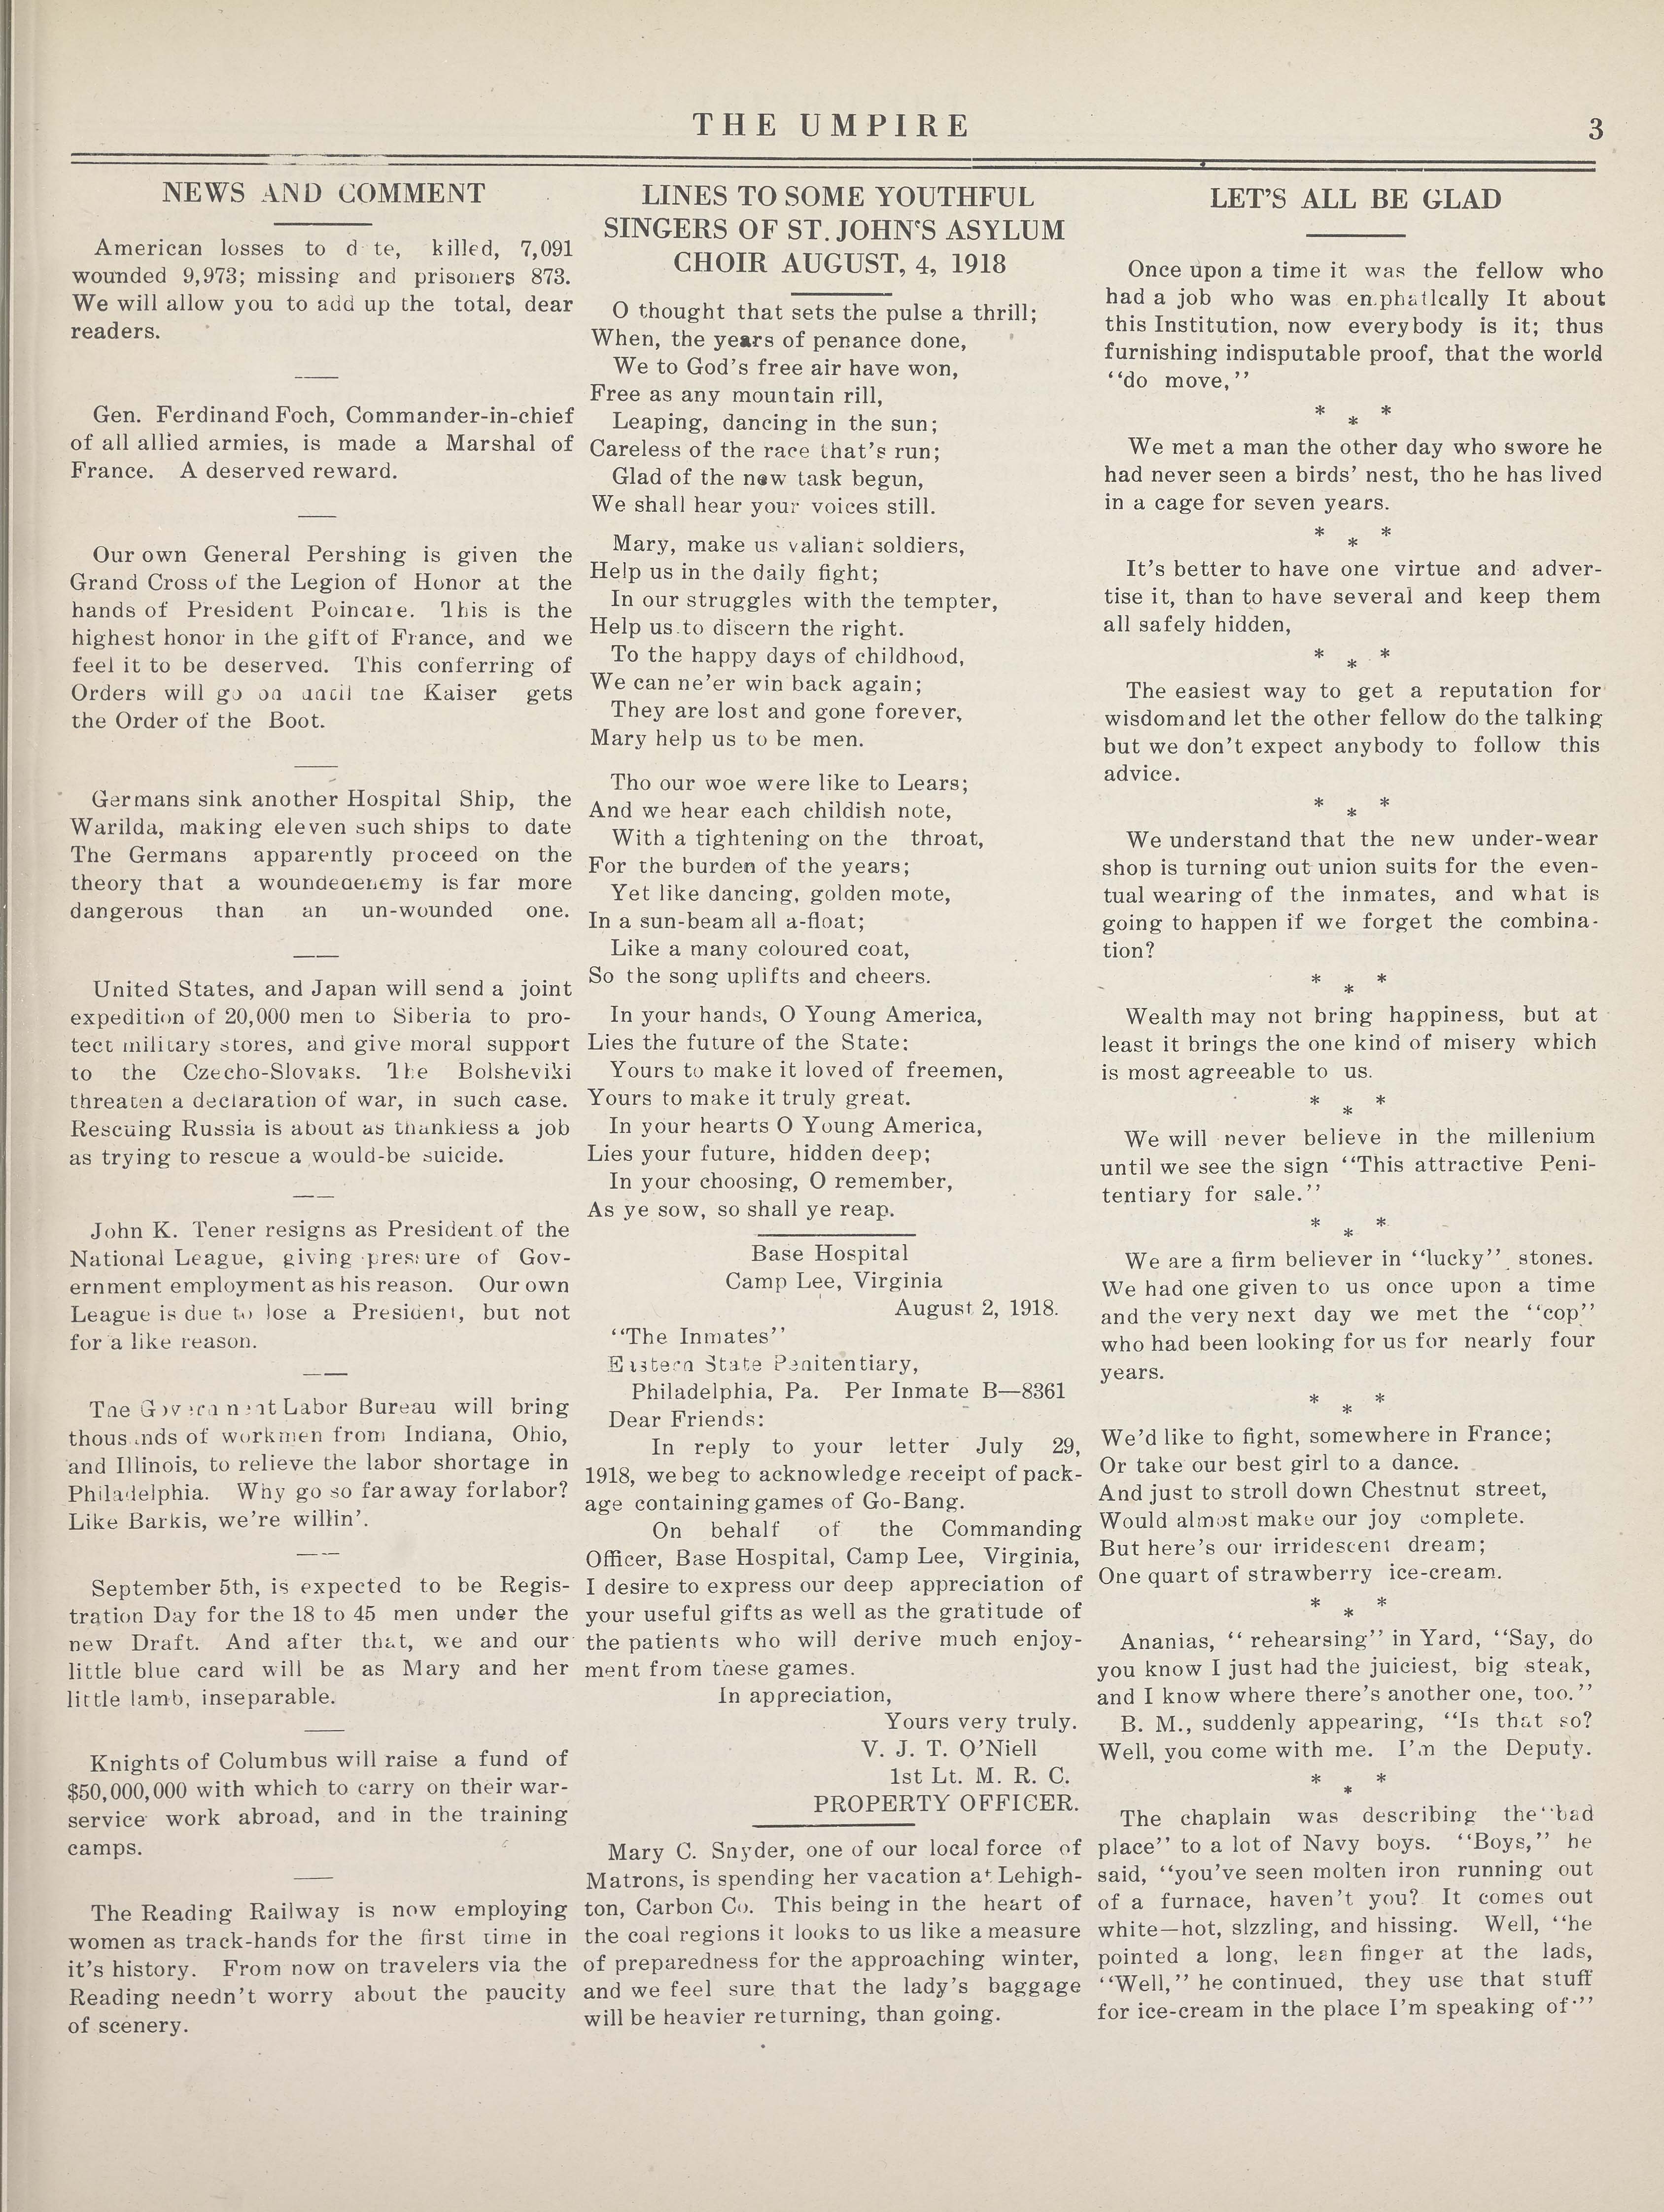 THE UMPIRE
3
NEWS AND COMMENT
American losses to d te, killed, 7,091
wounded 9,973; missing and prisoners 873.
We will allow you to add up the total, dear
readers.
Gen. Ferdinand Foch, Commander-in-chief
of all allied armies, is made a Marshal of
France. A deserved reward.
Our own General Pershing is given the
Grand Cross of the Legion of Honor at the
hands of President Poincare. This is the
highest honor in the gift of France, and we
feel it to be deserved. This conferring of
Orders will go on until the Kaiser gets
the Order of the Boot.
Germans sink another Hospital Ship, the
Warilda, making eleven such ships to date
The Germans apparently proceed on the
theory that a woundedenemy is far more
dangerous than an un-wounded one.
United States, and Japan will send a joint
expedition of 20,000 men to Siberia to pro-
tect military stores, and give moral support
to the Czecho-Slovaks. The Bolsheviki
threaten a declaration of war, in such case.
Rescuing Russia is about as thankless a job
as trying to rescue a would-be suicide.
John K. Tener resigns as President of the
National League, giving pressure of Gov-
ernment employment as his reason. Our own
League is due to lose a President, but not
for a like reason.
The Government Labor Bureau will bring
thousands of workmen from Indiana, Ohio,
and Illinois, to relieve the labor shortage in
Philadelphia. Why go so far away for labor?
Like Barkis, we're willin'.
September 5th, is expected to be Regis-
tration Day for the 18 to 45 men under the
new Draft. And after that, we and our
little blue card will be as Mary and her
little lamb, inseparable.
Knights of Columbus will raise a fund of
$50,000,000 with which to carry on their war-
service work abroad, and in the training
camps.
The Reading Railway is now employing
women as track-hands for the first time in
it's history. From now on travelers via the
Reading needn't worry about the paucity
of scenery.
LINES TO SOME YOUTHFUL
SINGERS OF ST. JOHN'S ASYLUM
CHOIR AUGUST, 4, 1918
O thought that sets the pulse a thrill;
When, the years of penance done,
We to God's free air have won,
Free as any mountain rill,
Leaping, dancing in the sun;
Careless of the race that's run;
Glad of the new task begun,
We shall hear your voices still.
Mary, make us valiant soldiers,
Help us in the daily fight;
In our struggles with the tempter,
Help us to discern the right.
To the happy days of childhood,
We can ne'er win back again;
They are lost and gone forever,
Mary help us to be men.
Tho our woe were like to Lears;
And we hear each childish note,
With a tightening on the throat,
For the burden of the years;
Yet like dancing, golden mote,
In a sun-beam all a-float;
Like a many coloured coat,
So the song uplifts and cheers.
In your hands, O Young America,
Lies the future of the State:
Yours to make it loved of freemen,
Yours to make it truly great.
In your hearts O Young America,
Lies your future, hidden deep;
In your choosing, O remember,
As ye sow, so shall ye reap.
Base Hospital
Camp Lee, Virginia
August 2, 1918.
"The Inmates"
Eastern State Penitentiary,
Philadelphia, Pa. Per Inmate B—8361
Dear Friends:
In reply to your letter July 29,
1918, we beg to acknowledge receipt of pack-
age containing games of Go-Bang.
On behalf of the Commanding
Officer, Base Hospital, Camp Lee, Virginia,
I desire to express our deep appreciation of
your useful gifts as well as the gratitude of
the patients who will derive much enjoy-
ment from these games.
In appreciation,
Yours very truly.
V. J. T. O'Niell
1st Lt. M. R. C.
PROPERTY OFFICER.
Mary C. Snyder, one of our local force of
Matrons, is spending her vacation at Lehigh-
ton, Carbon Co. This being in the heart of
the coal regions it looks to us like a measure
of preparedness for the approaching winter,
and we feel sure that the lady's baggage
will be heavier returning, than going.
LET'S ALL BE GLAD
Once upon a time it was the fellow who
had a job who was emphatically It about
this Institution, now everybody is it; thus
furnishing indisputable proof, that the world
"do move,"
* * *
We met a man the other day who swore he
had never seen a birds' nest, tho he has lived
in a cage for seven years.
* * *
It's better to have one virtue and adver-
tise it, than to have several and keep them
all safely hidden,
* * *
The easiest way to get a reputation for
wisdom and let the other fellow do the talking
but we don't expect anybody to follow this
advice.
* * *
We understand that the new under-wear
shop is turning out union suits for the even-
tual wearing of the inmates, and what is
going to happen if we forget the combina-
tion?
* * *
Wealth may not bring happiness, but at
least it brings the one kind of misery which
is most agreeable to us.
* * *
We will never believe in the millenium
until we see the sign "This attractive Peni-
tentiary for sale."
* * *
We are a firm believer in "lucky" stones.
We had one given to us once upon a time
and the very next day we met the "cop"
who had been looking for us for nearly four
years.
* * *
We'd like to fight, somewhere in France;
Or take our best girl to a dance.
And just to stroll down Chestnut street,
Would almost make our joy complete.
But here's our irridescent dream;
One quart of strawberry ice-cream.
* * *
Ananias, " rehearsing" in Yard, "Say, do
you know I just had the juiciest, big steak,
and I know where there's another one, too."
B. M., suddenly appearing, "Is that so?
Well, you come with me. I'm the Deputy.
* * *
The chaplain was describing the "bad
place" to a lot of Navy boys. "Boys," he
said, "you've seen molten iron running out
of a furnace, haven't you? It comes out
white—hot, sizzling, and hissing. Well, "he
pointed a long, lean finger at the lads,
"Well," he continued, they use that stuff
for ice-cream in the place I'm speaking of."